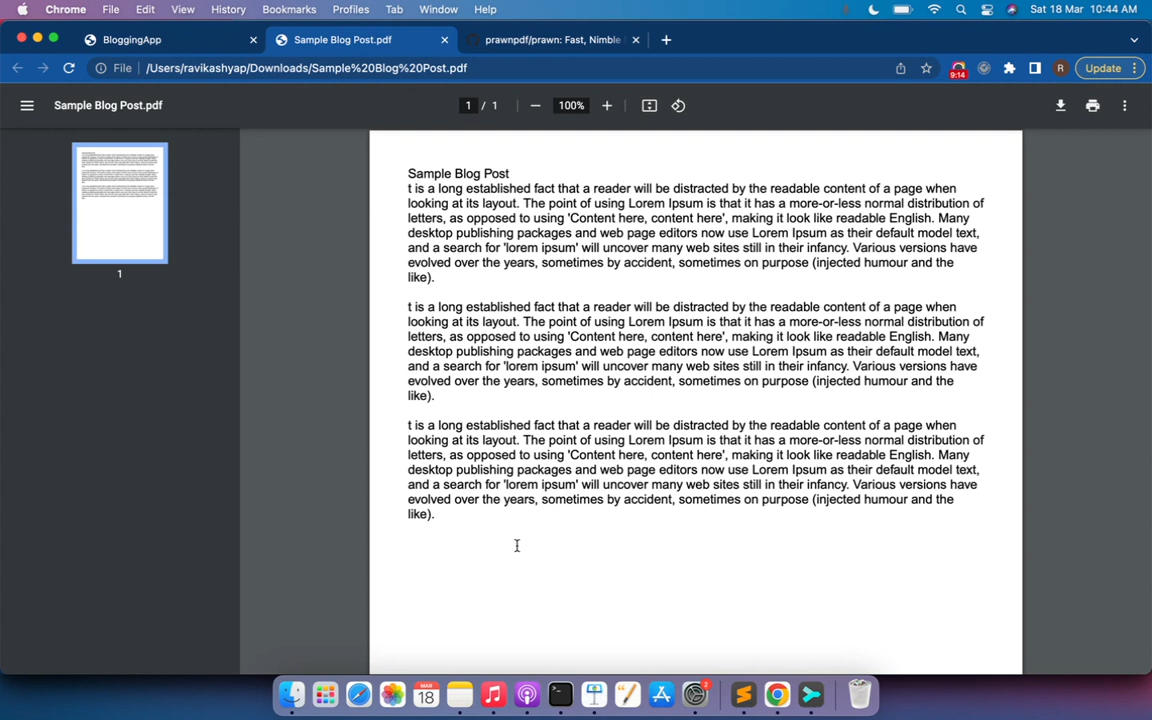 Chrome File Edit View History Bookmarks Profiles Tab Window Help Sat 18 Mar 10:44 AM
BloggingApp Sample Blog Post.pdf prawnpdf/prawn: Fast, Nimble
File /Users/ravikashyap/Downloads/Sample%20Blog%20Post.pdf 9:14 R Update
Sample Blog Post.pdf 1 / 1 100%
1
Sample Blog Post
t is a long established fact that a reader will be distracted by the readable content of a page when
looking at its layout. The point of using Lorem Ipsum is that it has a more-or-less normal distribution of
letters, as opposed to using 'Content here, content here', making it look like readable English. Many
desktop publishing packages and web page editors now use Lorem Ipsum as their default model text,
and a search for 'lorem ipsum' will uncover many web sites still in their infancy. Various versions have
evolved over the years, sometimes by accident, sometimes on purpose (injected humour and the
like).
t is a long established fact that a reader will be distracted by the readable content of a page when
looking at its layout. The point of using Lorem Ipsum is that it has a more-or-less normal distribution of
letters, as opposed to using 'Content here, content here', making it look like readable English. Many
desktop publishing packages and web page editors now use Lorem Ipsum as their default model text,
and a search for 'lorem ipsum' will uncover many web sites still in their infancy. Various versions have
evolved over the years, sometimes by accident, sometimes on purpose (injected humour and the
like).
t is a long established fact that a reader will be distracted by the readable content of a page when
looking at its layout. The point of using Lorem Ipsum is that it has a more-or-less normal distribution of
letters, as opposed to using 'Content here, content here', making it look like readable English. Many
desktop publishing packages and web page editors now use Lorem Ipsum as their default model text,
and a search for 'lorem ipsum' will uncover many web sites still in their infancy. Various versions have
evolved over the years, sometimes by accident, sometimes on purpose (injected humour and the
like).
MAR
18 2